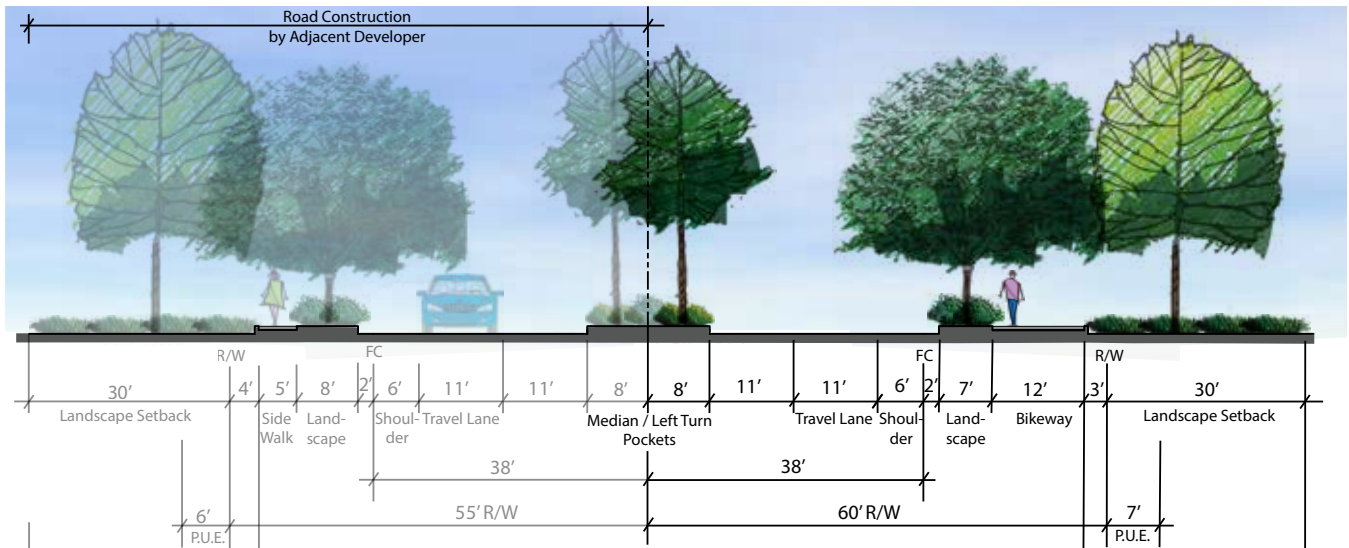 Road Construction
by Adjacent Developer
R/W
FC
FC
R/W
30’
4’
5’
8’
2’
6’
11’
11’
8’
8’
11’
11’
6’
2’
7’
12’
3’
30’
Landscape Setback
Side
Walk
Land-
scape
Shoul-
der
Travel Lane
Median / Left Turn
Pockets
Travel Lane
Shoul-
der
Land-
scape
Bikeway
Landscape Setback
38’
38’
6’
P.U.E.
55’ R/W
60’ R/W
7’
P.U.E.